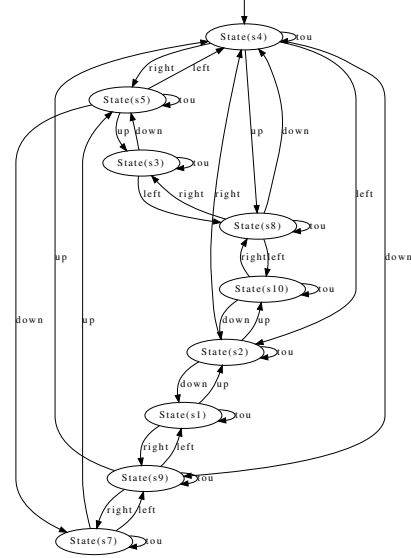 State(s4) tou
right left
State(s5) tou
up down up down
State(s3) tou
left right right left
State(s8) tou
right left
up down
State(s10) tou
down up down up
State(s2) tou
down up
State(s1) tou
right left
State(s9) tou
right left
State(s7) tou